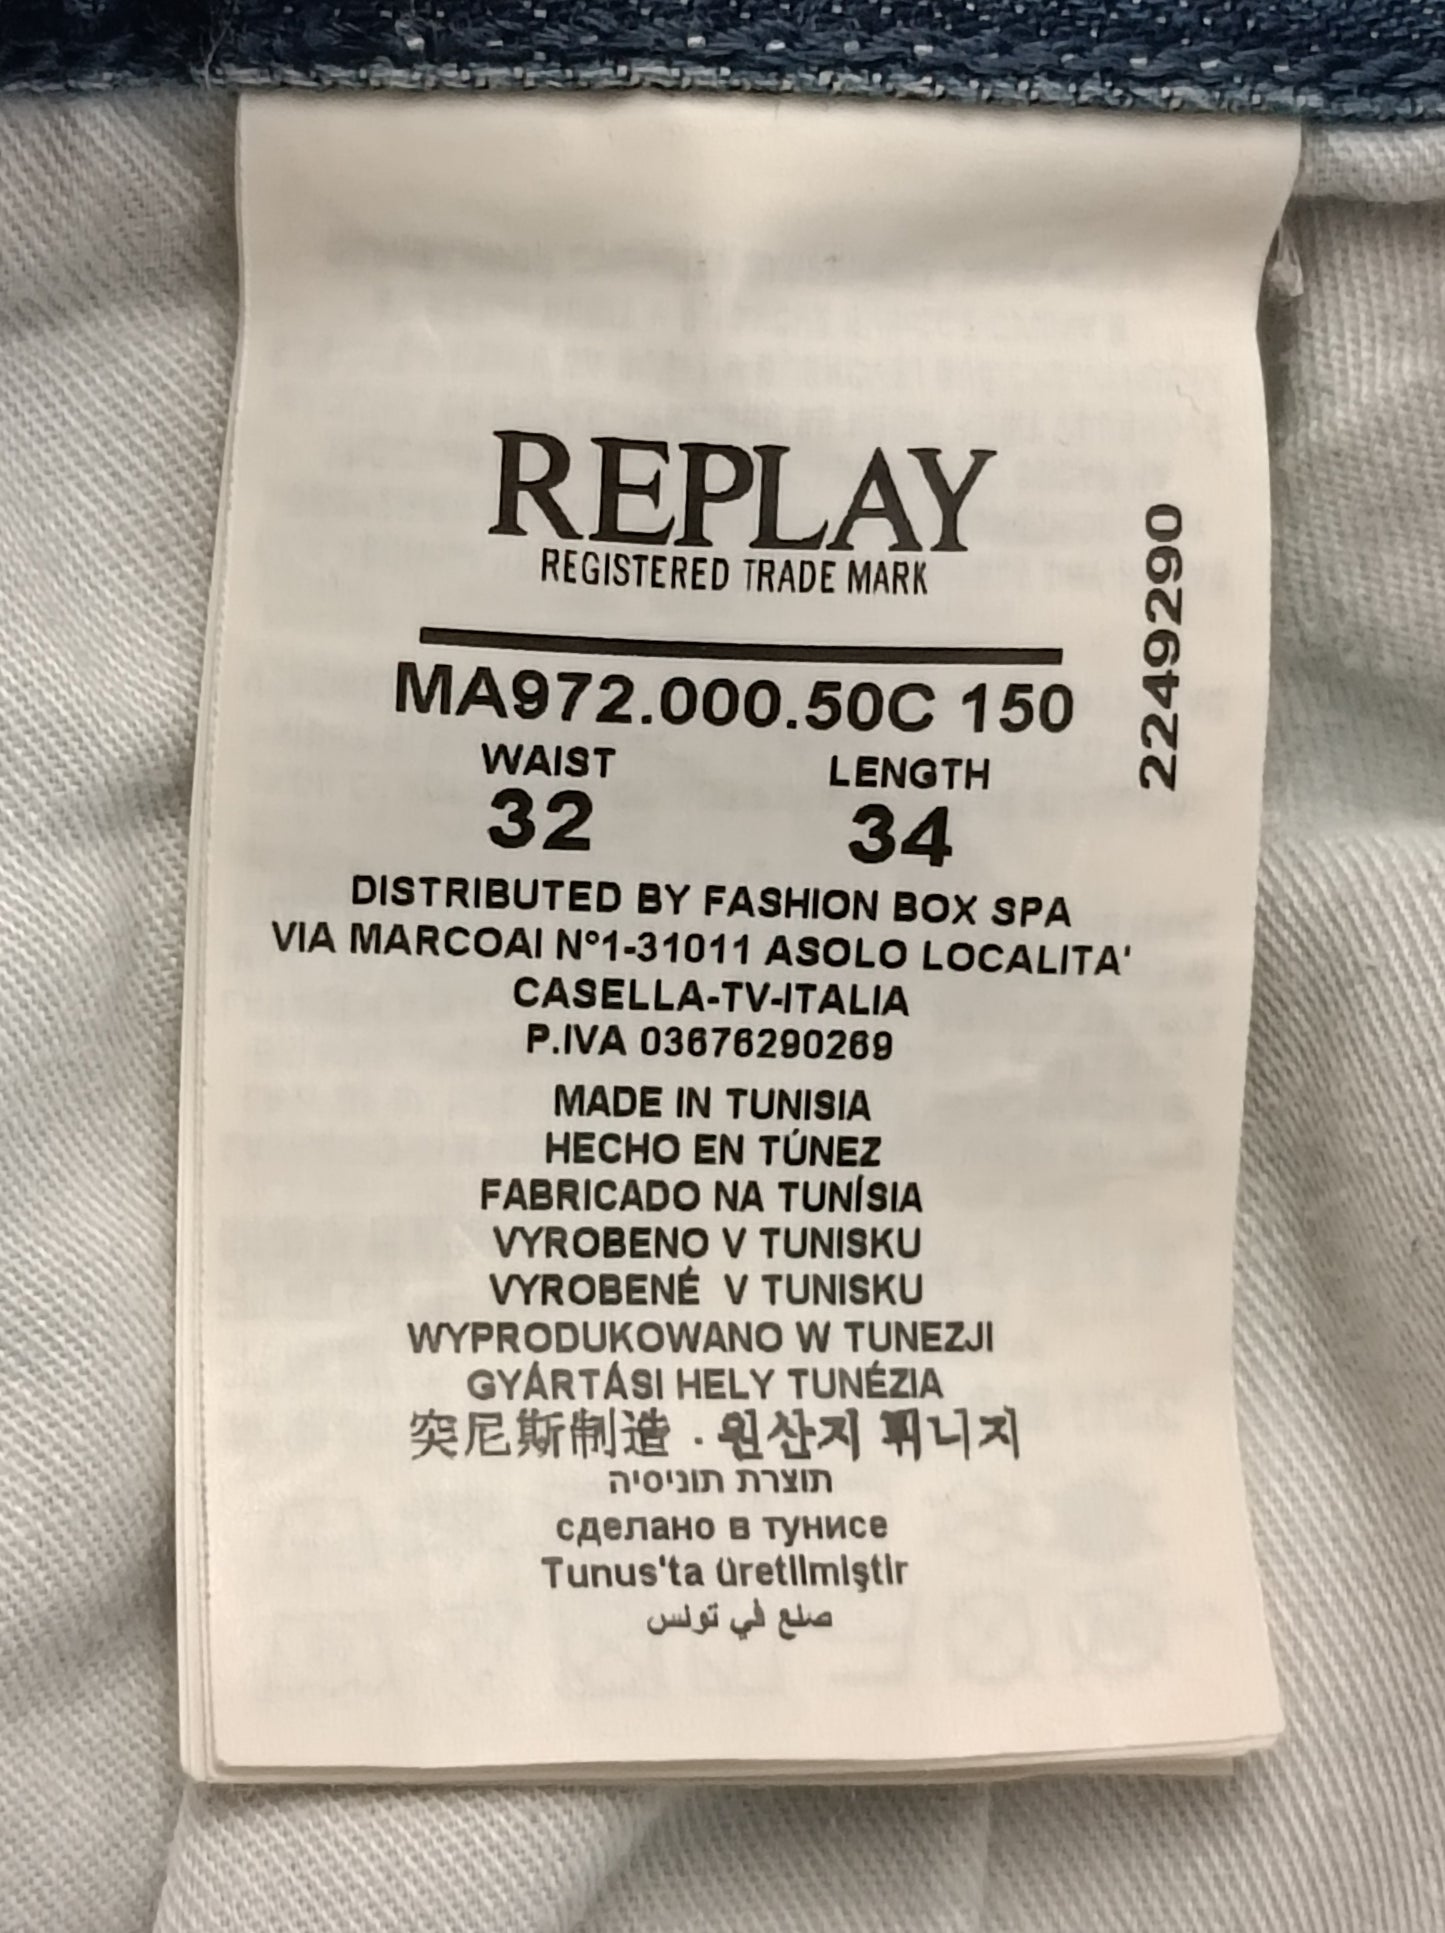 REPLAY
REGISTERED TRADE MARK
2249290
MA972.000.50C 150
WAIST LENGTH
32 34
DISTRIBUTED BY FASHION BOX SPA
VIA MARCOAI N°1-31011 ASOLO LOCALITA'
CASELLA-TV-ITALIA
P.IVA 03676290269
MADE IN TUNISIA
HECHO EN TÚNEZ
FABRICADO NA TUNÍSIA
VYROBENO V TUNISKU
VYROBENÉ V TUNISKU
WYPRODUKOWANO W TUNEZJI
GYÁRTÁSI HELY TUNÉZIA
突尼斯制造 . 원산지 튀니지
תוצרת תוניסיה
сделано в тунисе
Tunus'ta üretilmiştir
صنع في تونس